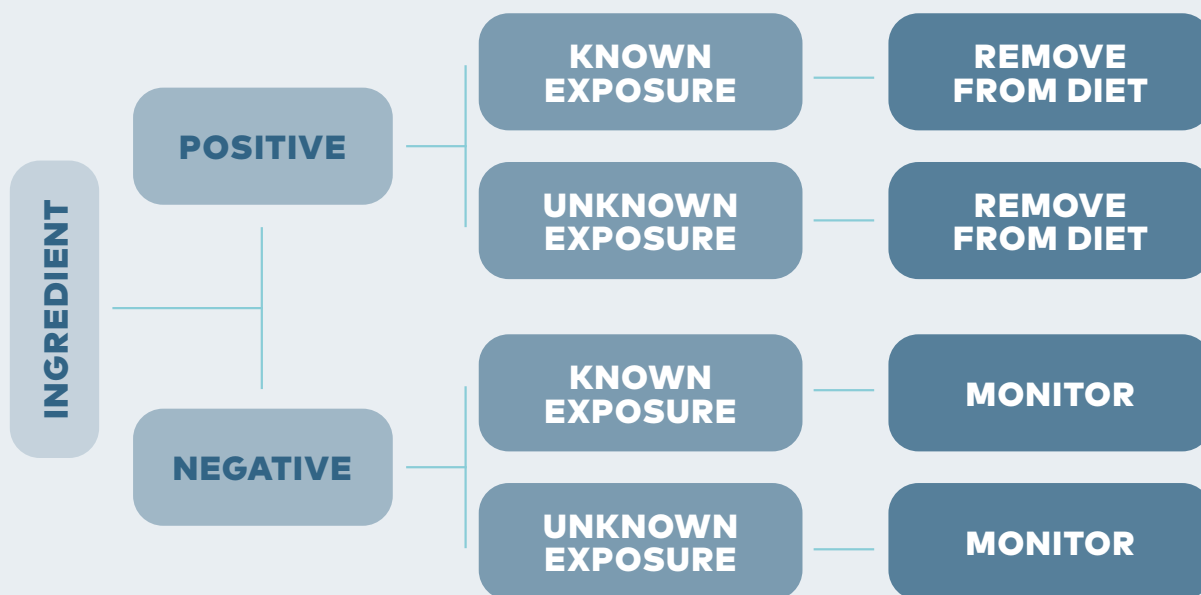 INGREDIENT
POSITIVE
KNOWN
EXPOSURE
REMOVE
FROM DIET
UNKNOWN
EXPOSURE
REMOVE
FROM DIET
NEGATIVE
KNOWN
EXPOSURE
MONITOR
UNKNOWN
EXPOSURE
MONITOR